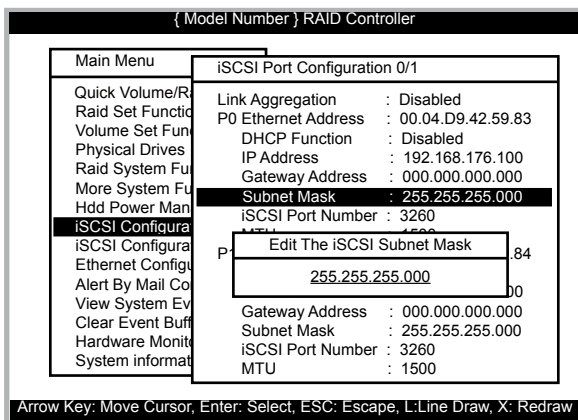 { Model Number } RAID Controller
Main Menu
Quick Volume/R
Raid Set Functio
Volume Set Fun
Physical Drives
Raid System Fu
More System Fu
Hdd Power Man
iSCSI Configura
iSCSI Configura
Ethernet Configu
Alert By Mail Co
View System Ev
Clear Event Buff
Hardware Monito
System informat
iSCSI Port Configuration 0/1
Link Aggregation : Disabled
P0 Ethernet Address : 00.04.D9.42.59.83
DHCP Function : Disabled
IP Address : 192.168.176.100
Gateway Address : 000.000.000.000
Subnet Mask : 255.255.255.000
iSCSI Port Number : 3260
MTU : 1500
P1 .84
Edit The iSCSI Subnet Mask
255.255.255.000
00
Gateway Address : 000.000.000.000
Subnet Mask : 255.255.255.000
iSCSI Port Number : 3260
MTU : 1500
Arrow Key: Move Cursor, Enter: Select, ESC: Escape, L:Line Draw, X: Redraw